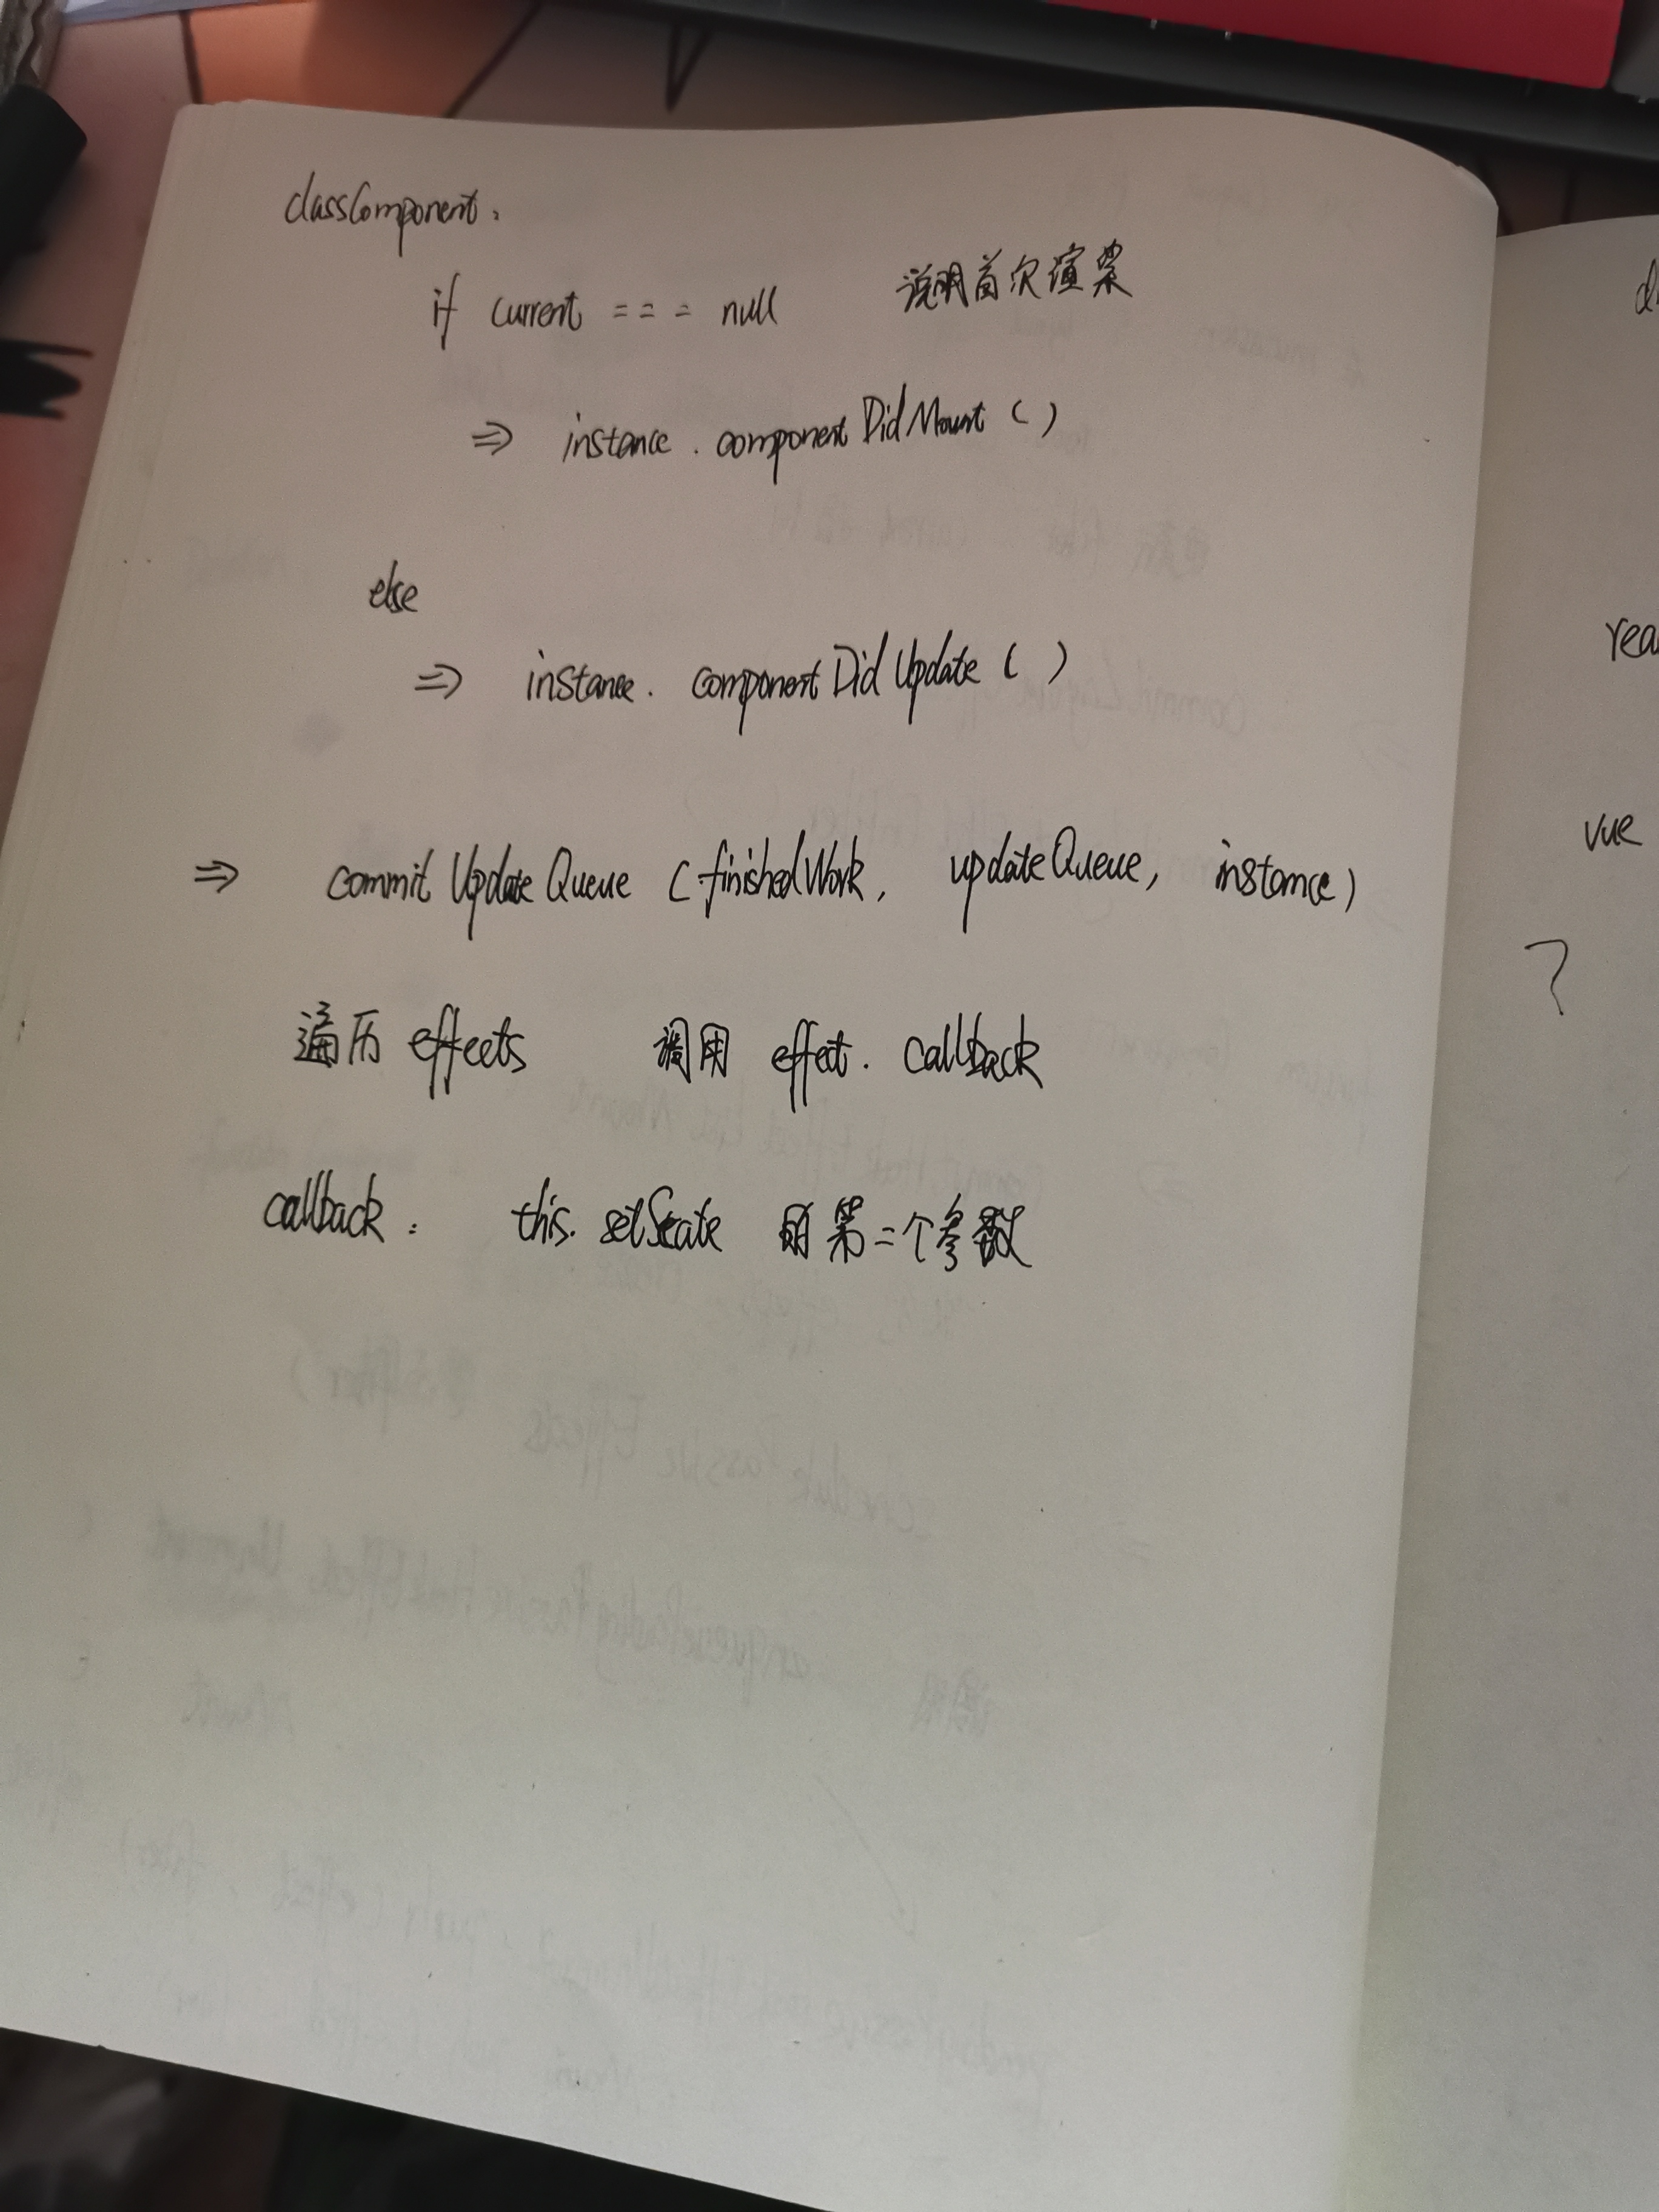 classComponent:
if current === null 说明首次渲染
⇒ instance.componentDidMount()
else
⇒ instance.componentDidUpdate()
⇒ commitUpdateQueue(finishedWork, updateQueue, instance)
遍历 effects 调用 effect.callback
callback: this.setState 的第二个参数
vue
?